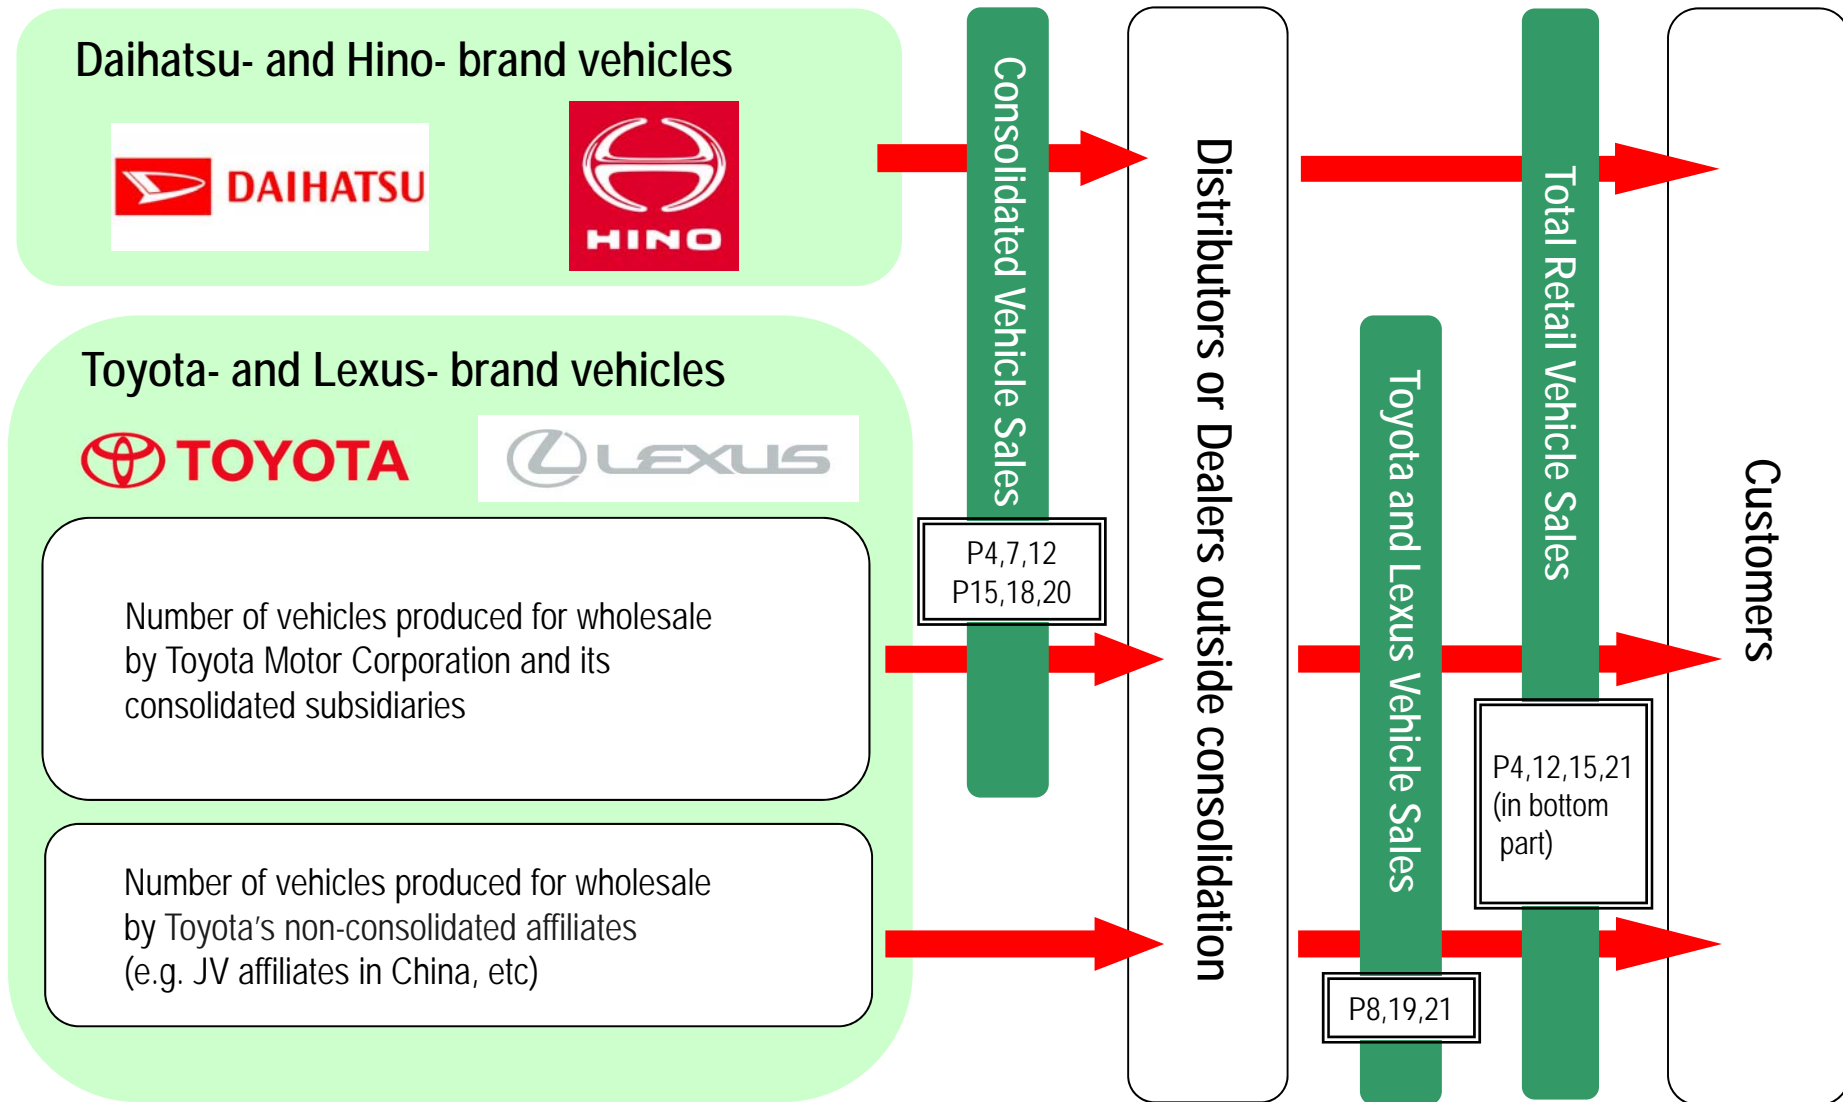 Daihatsu- and Hino- brand vehicles
DAIHATSU
HINO
Toyota- and Lexus- brand vehicles
TOYOTA
LEXUS
Number of vehicles produced for wholesale
by Toyota Motor Corporation and its
consolidated subsidiaries
Number of vehicles produced for wholesale
by Toyota's non-consolidated affiliates
(e.g. JV affiliates in China, etc)
Consolidated Vehicle Sales
P4,7,12
P15,18,20
Distributors or Dealers outside consolidation
Toyota and Lexus Vehicle Sales
P8,19,21
Total Retail Vehicle Sales
P4,12,15,21
(in bottom
part)
Customers